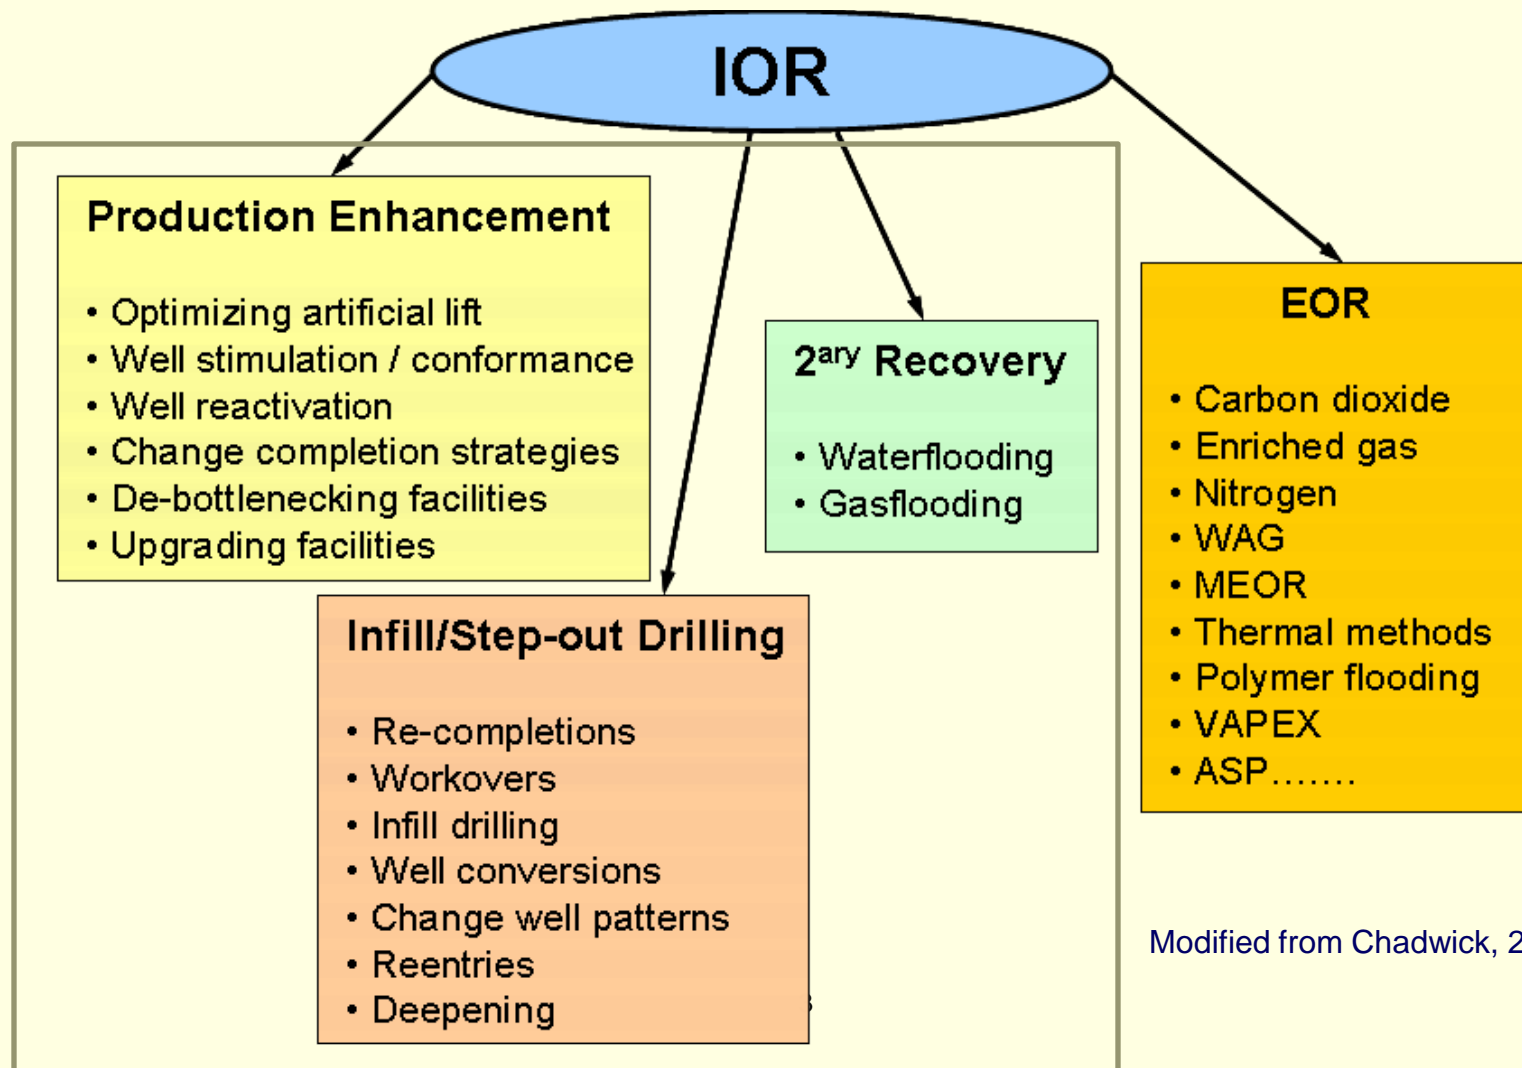 IOR
Production Enhancement
• Optimizing artificial lift
• Well stimulation / conformance
• Well reactivation
• Change completion strategies
• De-bottlenecking facilities
• Upgrading facilities
2ary Recovery
• Waterflooding
• Gasflooding
EOR
• Carbon dioxide
• Enriched gas
• Nitrogen
• WAG
• MEOR
• Thermal methods
• Polymer flooding
• VAPEX
• ASP.......
Infill/Step-out Drilling
• Re-completions
• Workovers
• Infill drilling
• Well conversions
• Change well patterns
• Reentries
• Deepening
Modified from Chadwick, 2